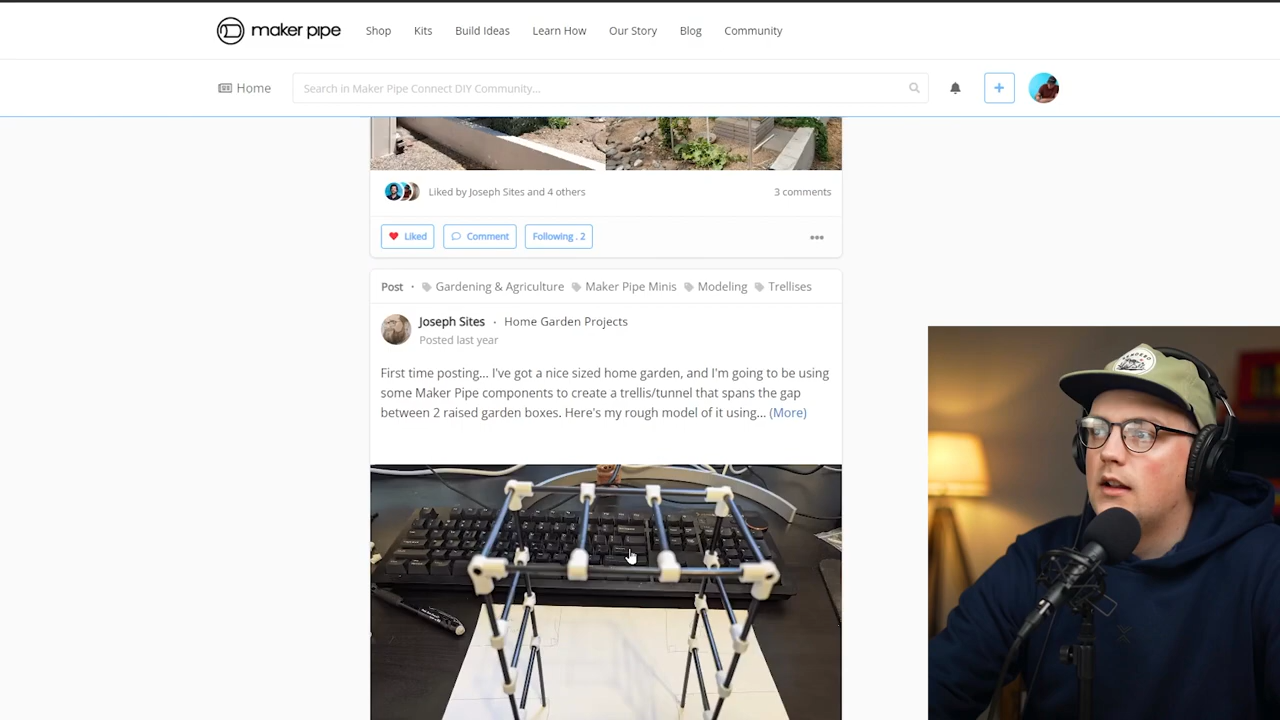 maker pipe Shop Kits Build Ideas Learn How Our Story Blog Community
Home Search in Maker Pipe Connect DIY Community... +
Liked by Joseph Sites and 4 others 3 comments
Liked Comment Following . 2
Post · Gardening & Agriculture Maker Pipe Minis Modeling Trellises
Joseph Sites · Home Garden Projects
Posted last year
First time posting... I've got a nice sized home garden, and I'm going to be using
some Maker Pipe components to create a trellis/tunnel that spans the gap
between 2 raised garden boxes. Here's my rough model of it using... (More)